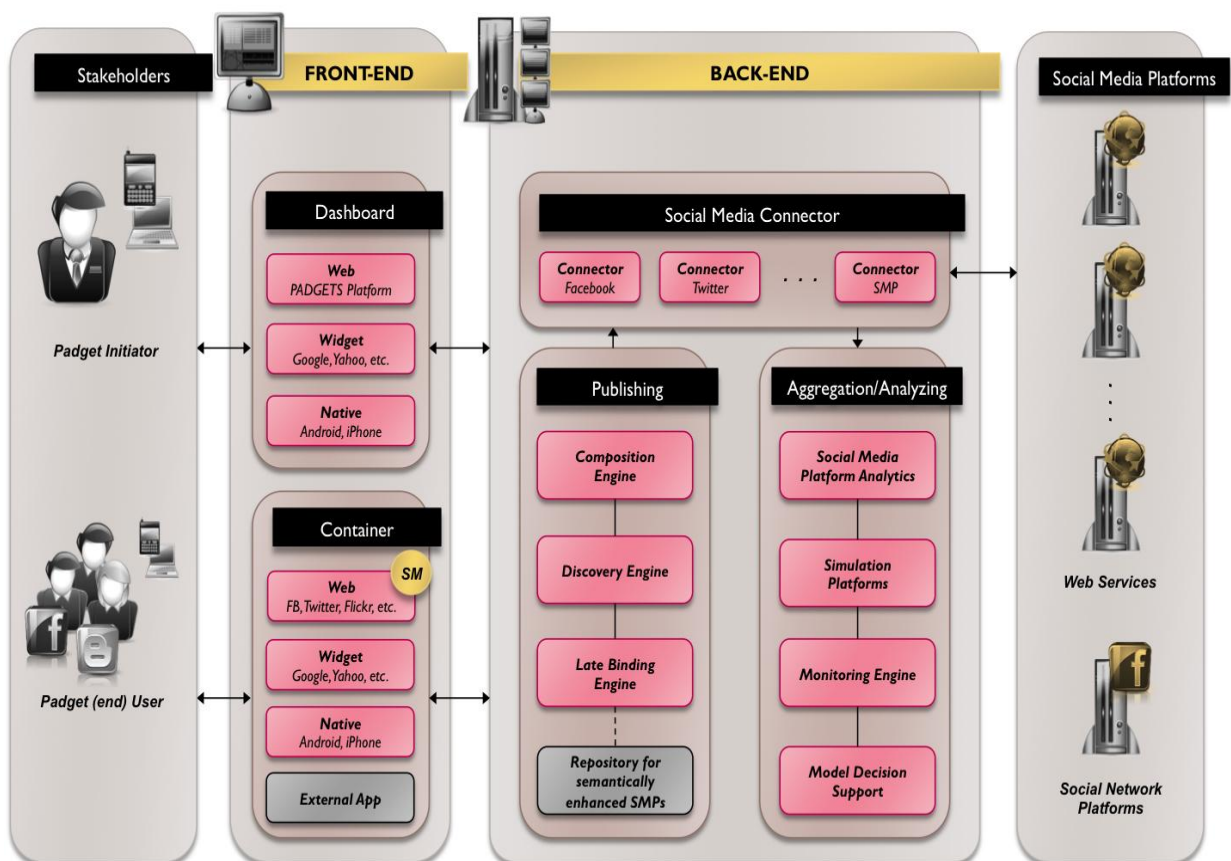 Stakeholders
Padget Initiator
Padget (end) User
FRONT-END
Dashboard
Web
PADGETS Platform
Widget
Google, Yahoo, etc.
Native
Android, iPhone
Container
SM
Web
FB, Twitter, Flickr, etc.
Widget
Google, Yahoo, etc.
Native
Android, iPhone
External App
BACK-END
Social Media Connector
Connector
Facebook
Connector
Twitter
. . .
Connector
SMP
Publishing
Composition
Engine
Discovery Engine
Late Binding
Engine
Repository for
semantically
enhanced SMPs
Aggregation/Analyzing
Social Media
Platform Analytics
Simulation
Platforms
Monitoring Engine
Model Decision
Support
Social Media Platforms
Web Services
Social Network
Platforms